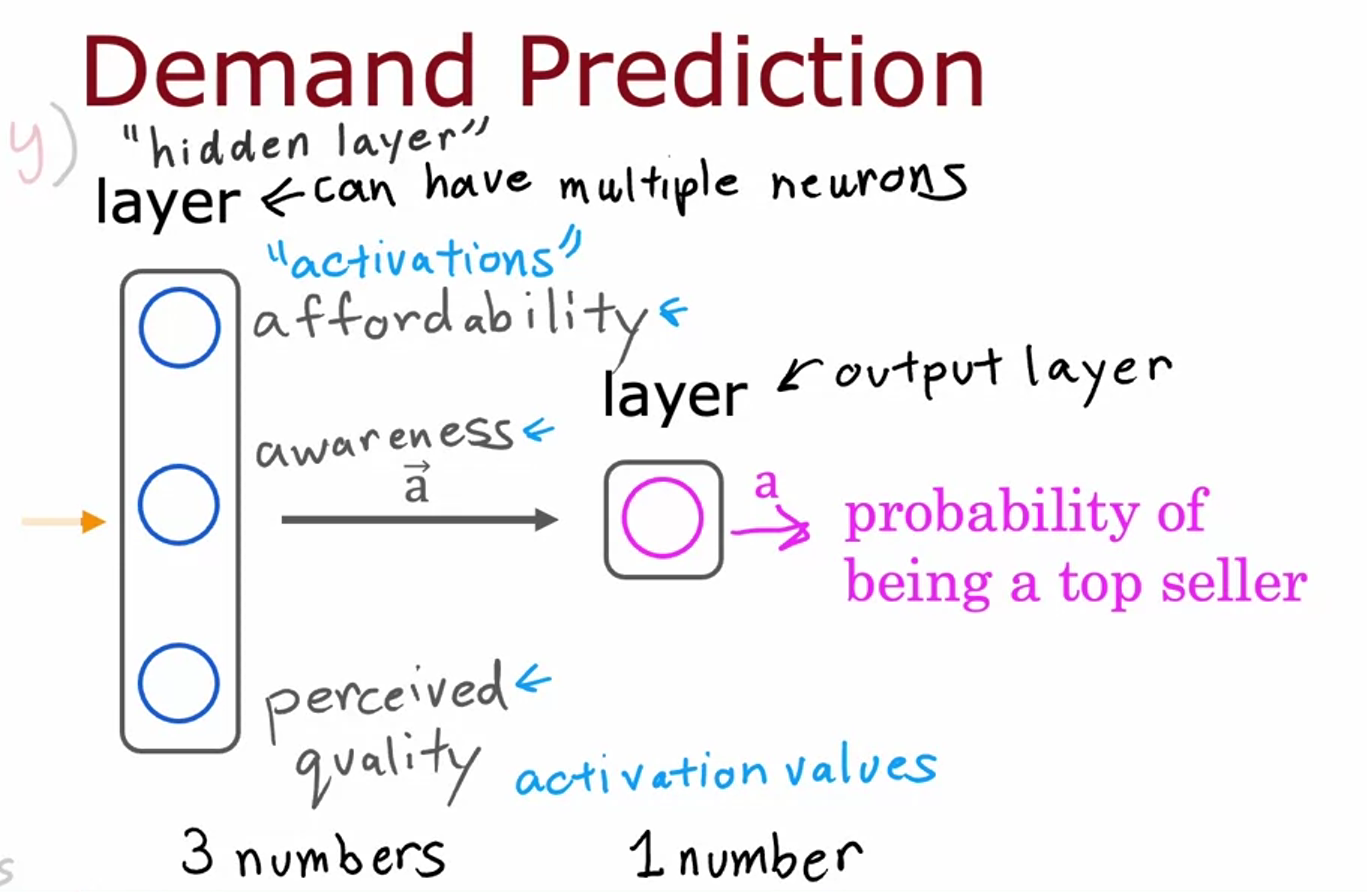 Demand Prediction
y)
"hidden layer"
layer ← can have multiple neurons
"activations"
affordability ←
layer ↙ output layer
awareness ←
a⃗
a
probability of
being a top seller
perceived ←
quality
activation values
3 numbers
1 number
s